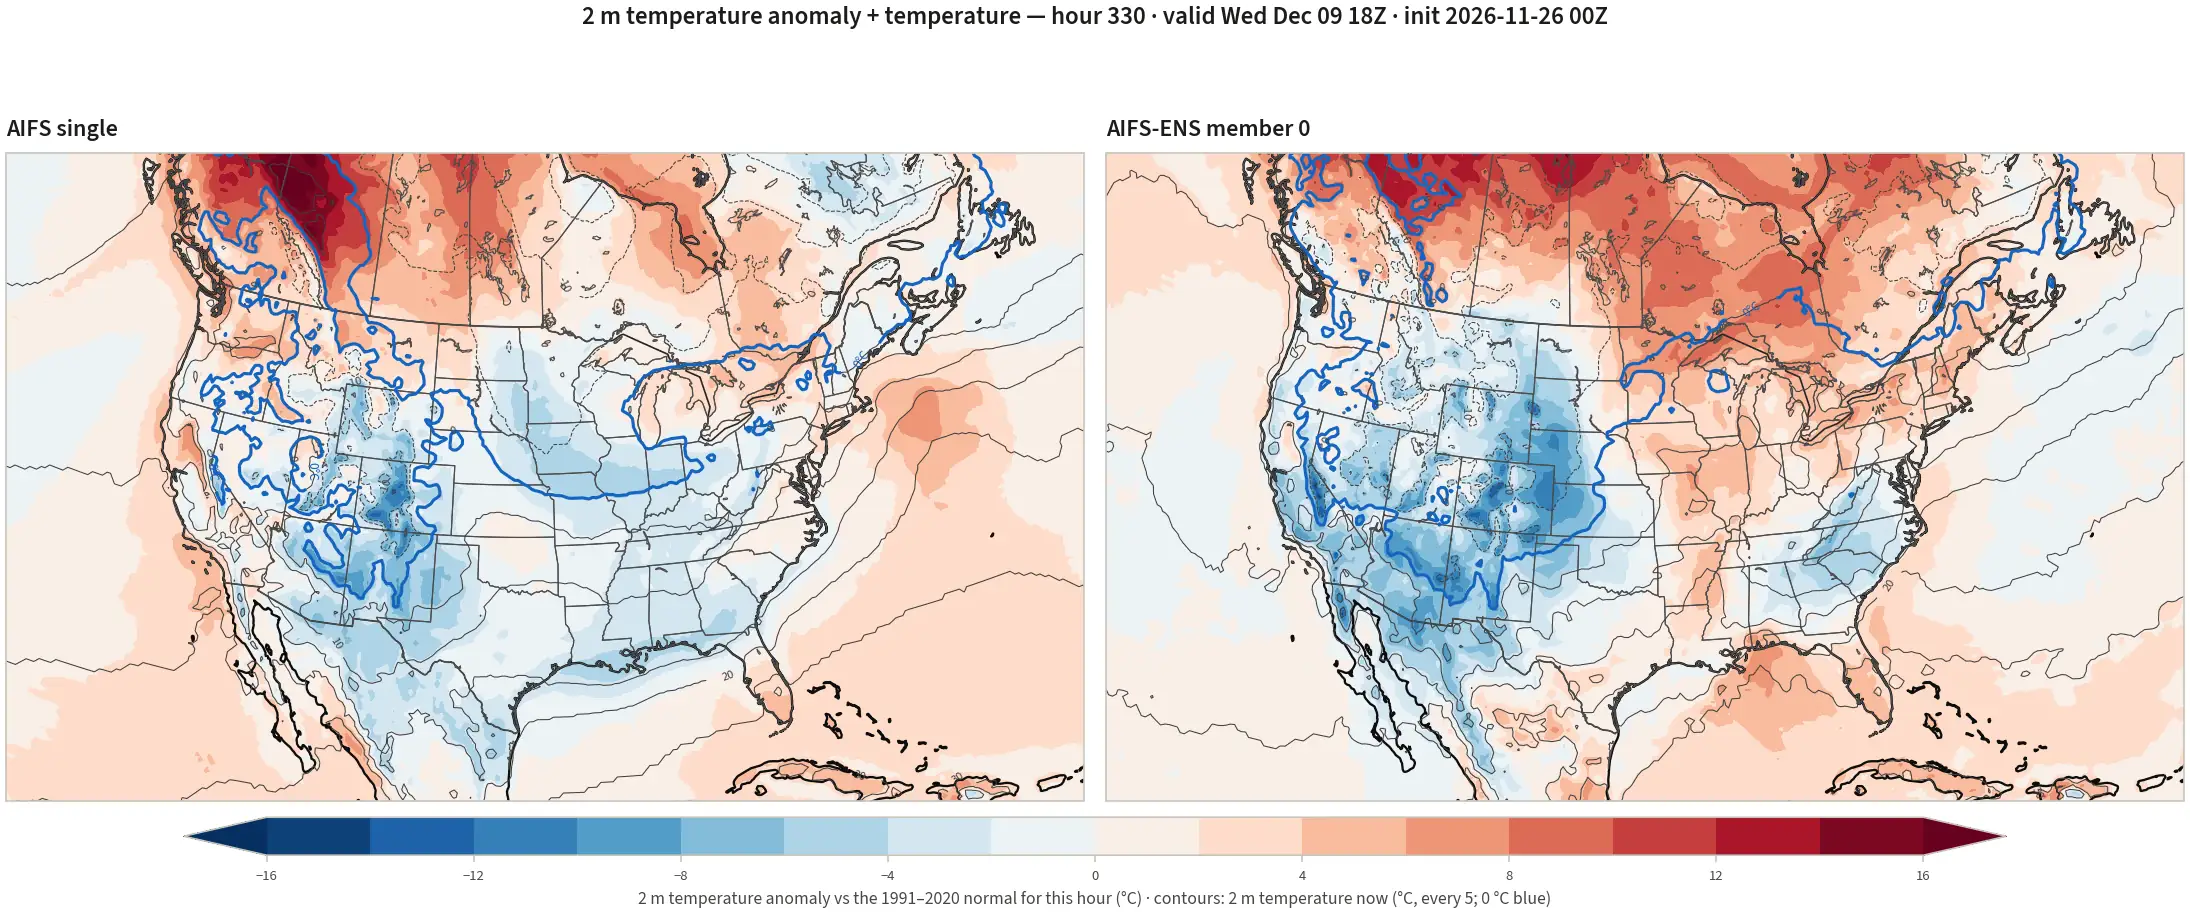 2 m temperature anomaly + temperature — hour 330 · valid Wed Dec 09 18Z · init 2026-11-26 00Z
AIFS single
AIFS-ENS member 0
20
10
−16
−12
−8
−4
0
4
8
12
16
2 m temperature anomaly vs the 1991–2020 normal for this hour (°C) · contours: 2 m temperature now (°C, every 5; 0 °C blue)